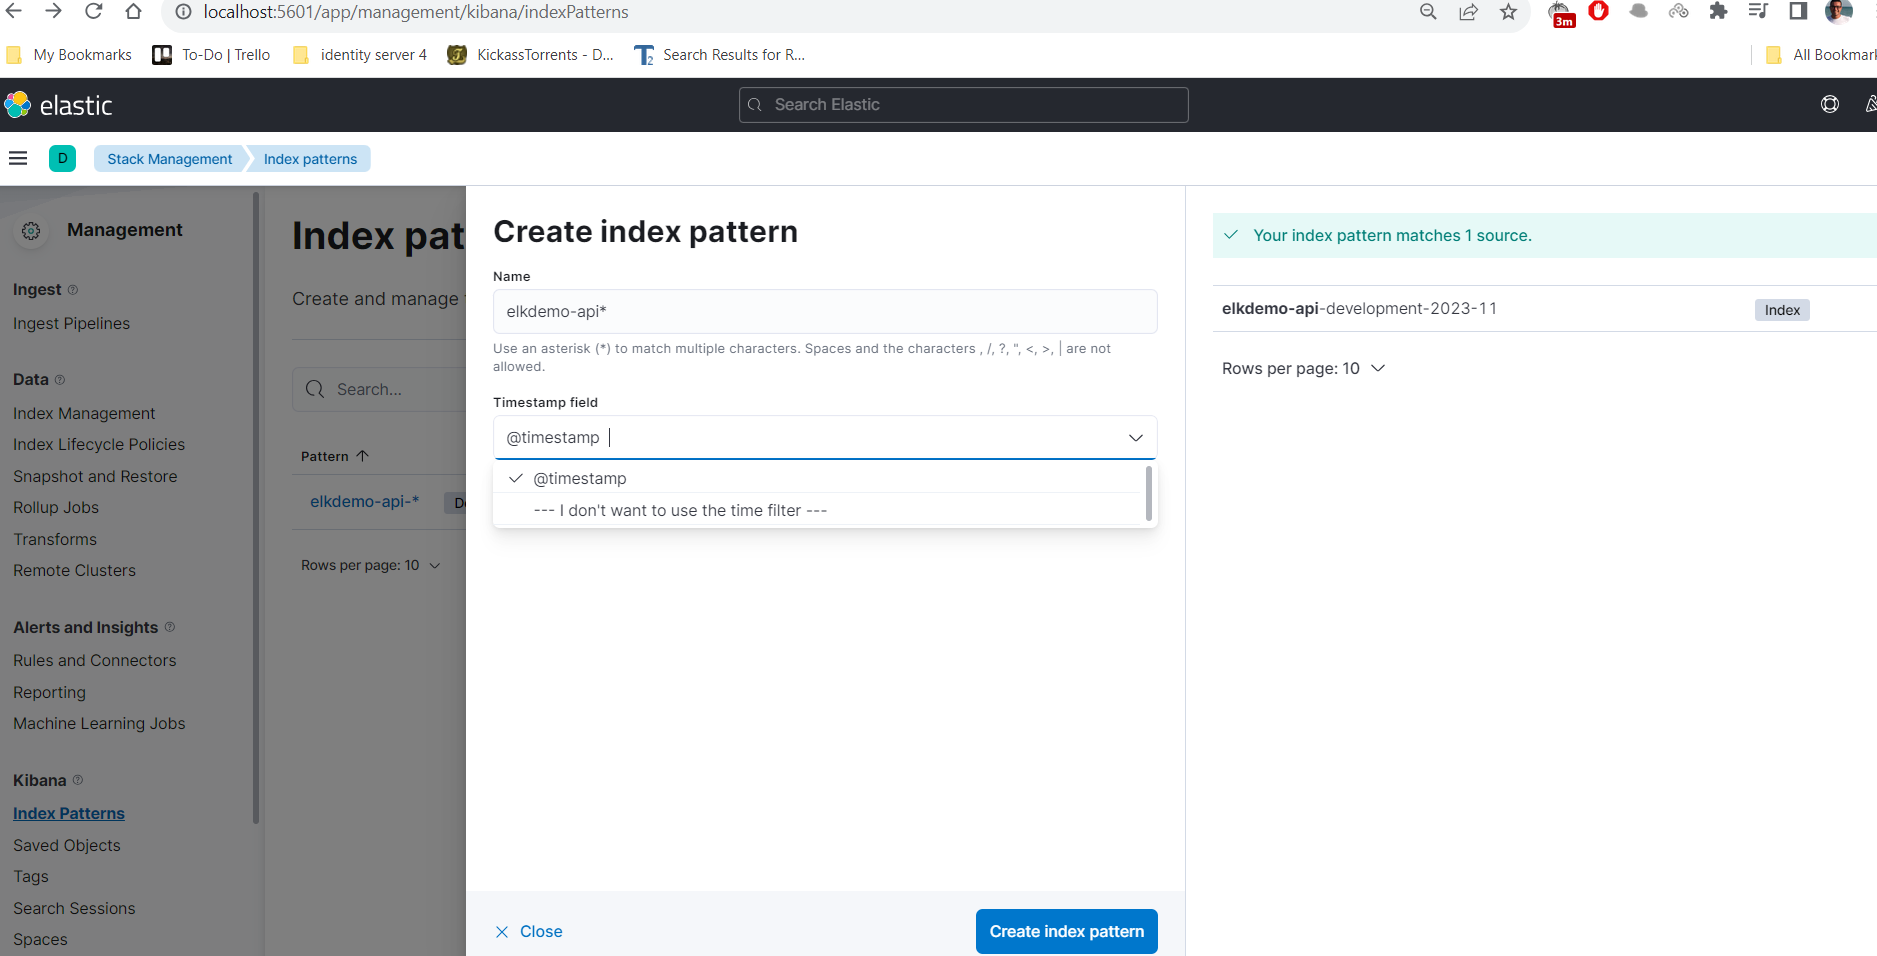 localhost:5601/app/management/kibana/indexPatterns
3m
My Bookmarks
To-Do | Trello
identity server 4
KickassTorrents - D...
Search Results for R...
All Bookmar
elastic
Search Elastic
D
Stack Management
Index patterns
Management
Ingest
Ingest Pipelines
Data
Index Management
Index Lifecycle Policies
Snapshot and Restore
Rollup Jobs
Transforms
Remote Clusters
Alerts and Insights
Rules and Connectors
Reporting
Machine Learning Jobs
Kibana
Index Patterns
Saved Objects
Tags
Search Sessions
Spaces
Index pat
Create and manage
Search...
Pattern
elkdemo-api-*
De
Rows per page: 10
Create index pattern
Name
elkdemo-api*
Use an asterisk (*) to match multiple characters. Spaces and the characters , /, ?, ", <, >, | are not
allowed.
Timestamp field
@timestamp
@timestamp
--- I don't want to use the time filter ---
Close
Create index pattern
Your index pattern matches 1 source.
elkdemo-api-development-2023-11
Index
Rows per page: 10